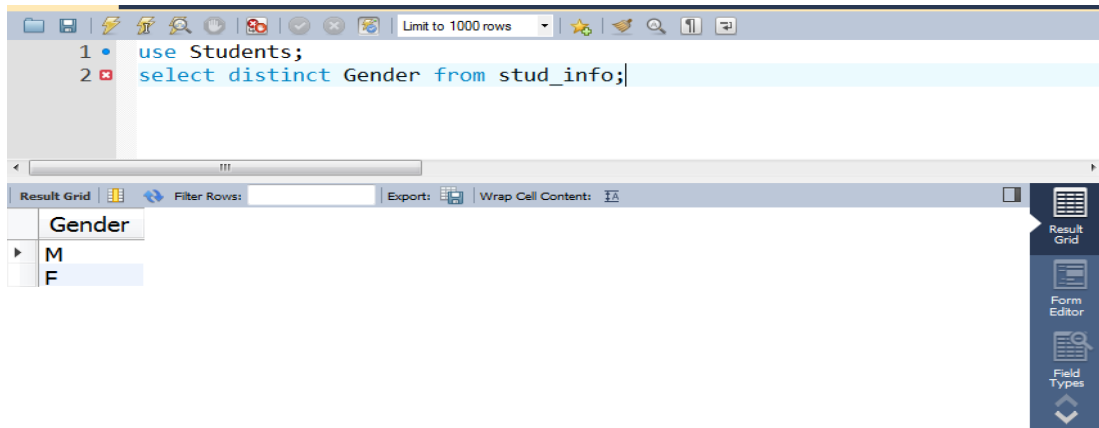 Limit to 1000 rows
1 use Students;
2 select distinct Gender from stud_info;
Result Grid Filter Rows: Export: Wrap Cell Content: IA
Gender
M
F
Result
Grid
Form
Editor
Field
Types